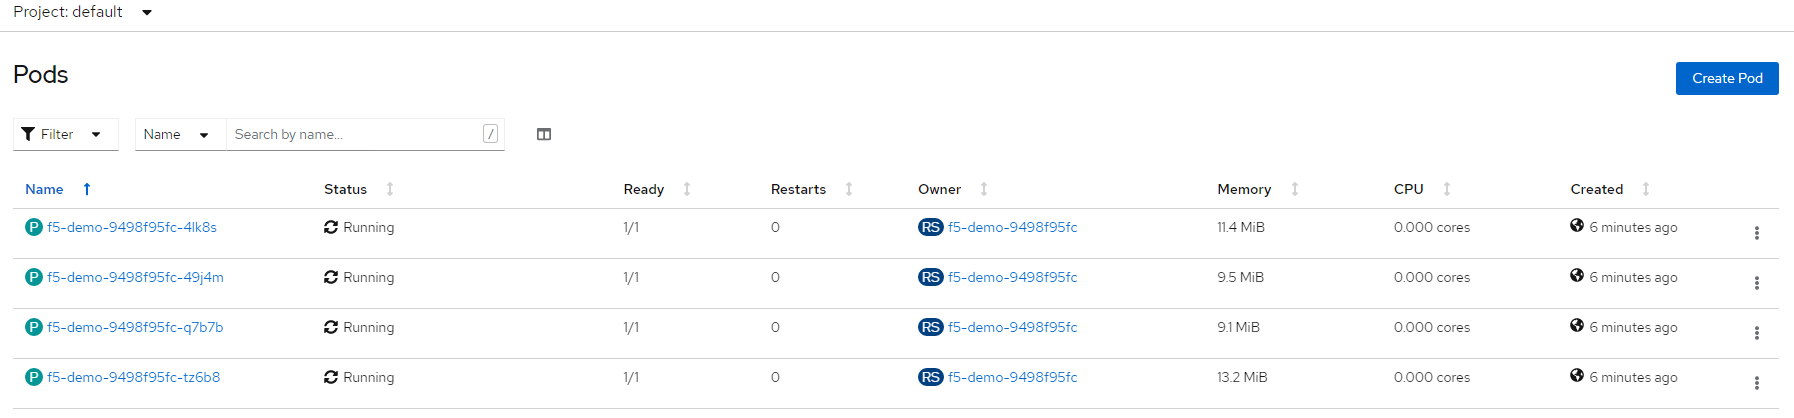 Project: default
Pods
Create Pod
Filter Name Search by name... /
Name Status Ready Restarts Owner Memory CPU Created
P f5-demo-9498f95fc-4lk8s Running 1/1 0 RS f5-demo-9498f95fc 11.4 MiB 0.000 cores 6 minutes ago
P f5-demo-9498f95fc-49j4m Running 1/1 0 RS f5-demo-9498f95fc 9.5 MiB 0.000 cores 6 minutes ago
P f5-demo-9498f95fc-q7b7b Running 1/1 0 RS f5-demo-9498f95fc 9.1 MiB 0.000 cores 6 minutes ago
P f5-demo-9498f95fc-tz6b8 Running 1/1 0 RS f5-demo-9498f95fc 13.2 MiB 0.000 cores 6 minutes ago